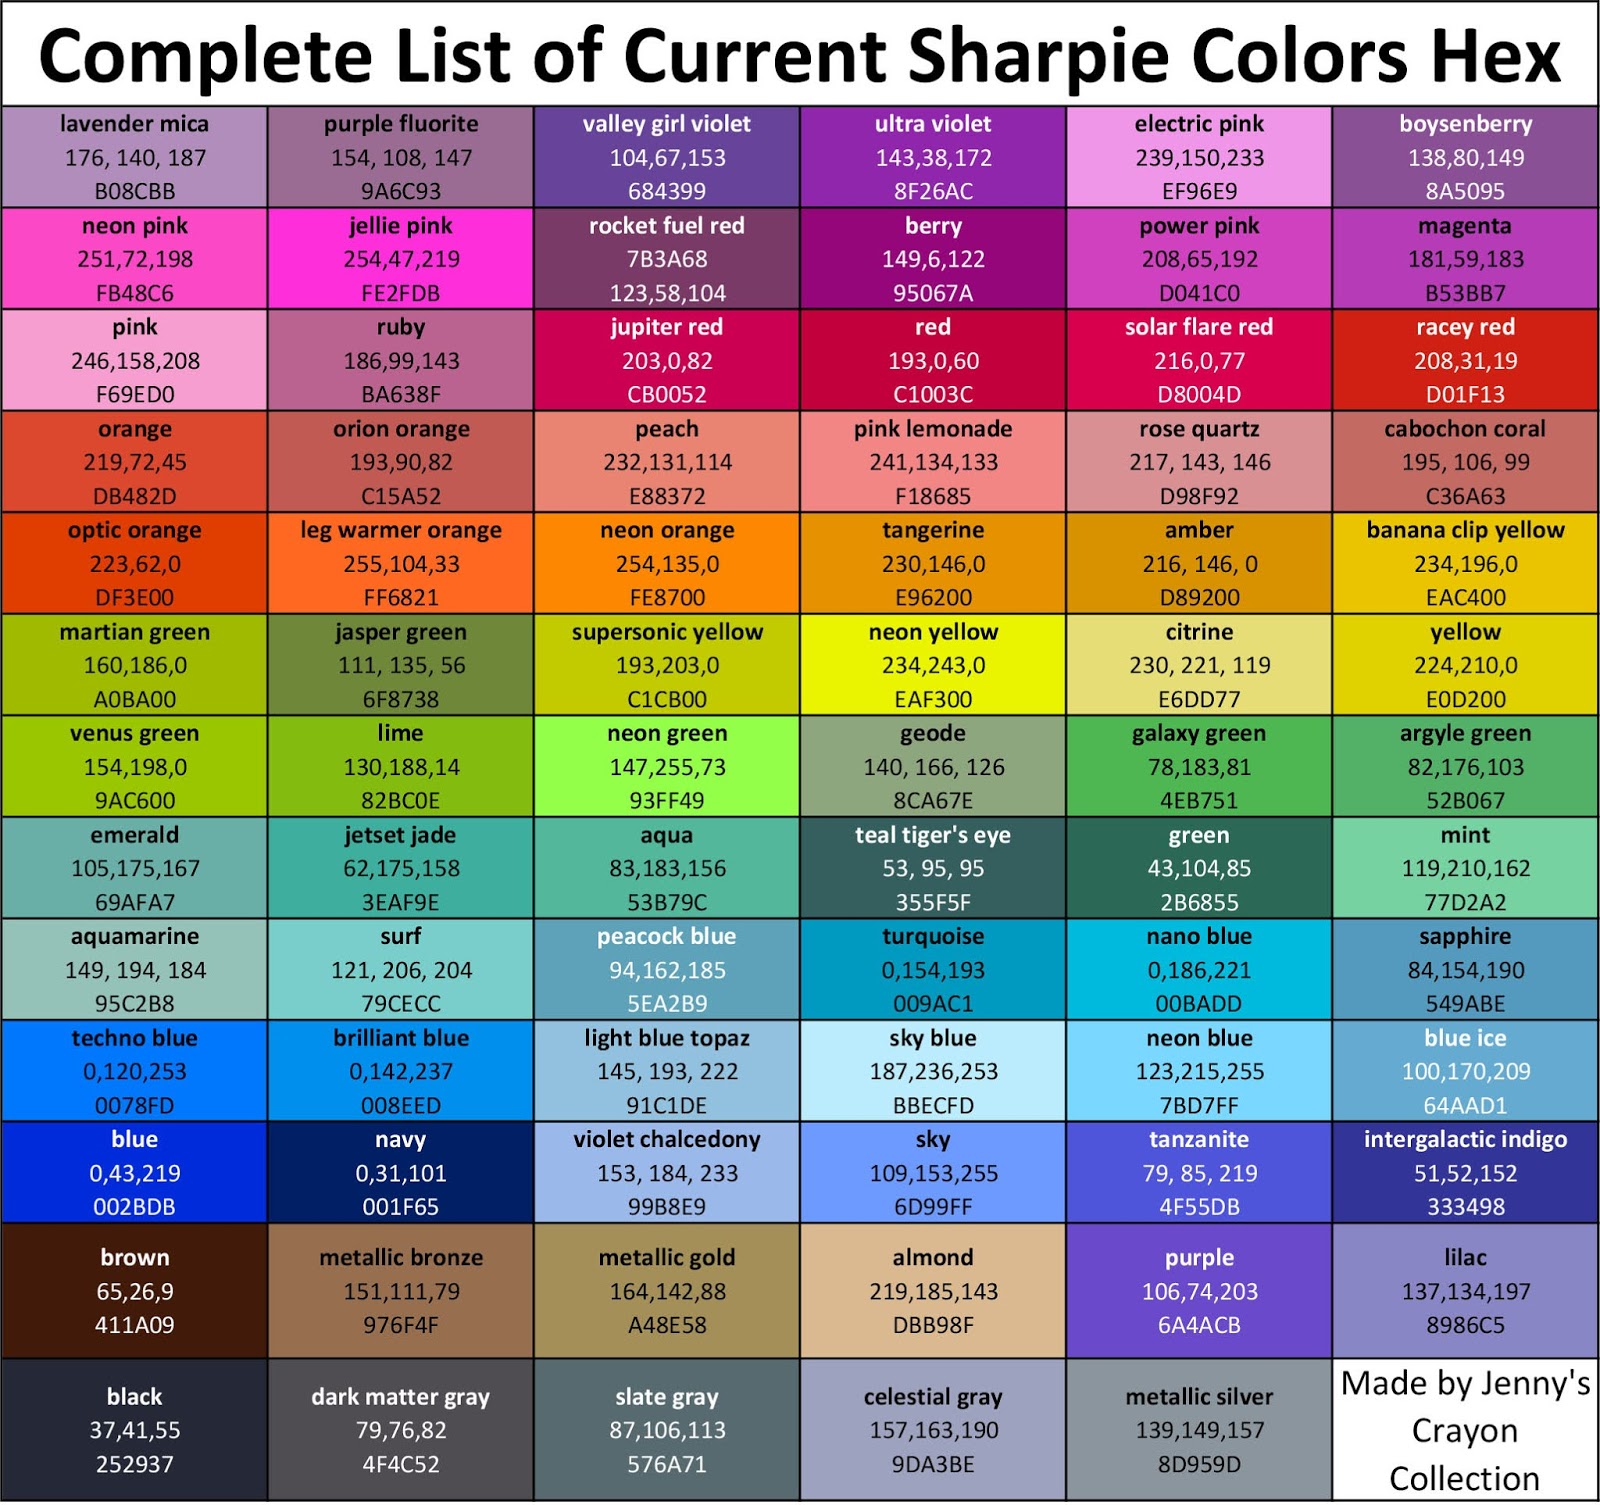 Complete List of Current Sharpie Colors Hex
lavender mica
176, 140, 187
B08CBB
purple fluorite
154, 108, 147
9A6C93
valley girl violet
104,67,153
684399
ultra violet
143,38,172
8F26AC
electric pink
239,150,233
EF96E9
boysenberry
138,80,149
8A5095
neon pink
251,72,198
FB48C6
jellie pink
254,47,219
FE2FDB
rocket fuel red
7B3A68
123,58,104
berry
149,6,122
95067A
power pink
208,65,192
D041C0
magenta
181,59,183
B53BB7
pink
246,158,208
F69ED0
ruby
186,99,143
BA638F
jupiter red
203,0,82
CB0052
red
193,0,60
C1003C
solar flare red
216,0,77
D8004D
racey red
208,31,19
D01F13
orange
219,72,45
DB482D
orion orange
193,90,82
C15A52
peach
232,131,114
E88372
pink lemonade
241,134,133
F18685
rose quartz
217, 143, 146
D98F92
cabochon coral
195, 106, 99
C36A63
optic orange
223,62,0
DF3E00
leg warmer orange
255,104,33
FF6821
neon orange
254,135,0
FE8700
tangerine
230,146,0
E96200
amber
216, 146, 0
D89200
banana clip yellow
234,196,0
EAC400
martian green
160,186,0
A0BA00
jasper green
111, 135, 56
6F8738
supersonic yellow
193,203,0
C1CB00
neon yellow
234,243,0
EAF300
citrine
230, 221, 119
E6DD77
yellow
224,210,0
E0D200
venus green
154,198,0
9AC600
lime
130,188,14
82BC0E
neon green
147,255,73
93FF49
geode
140, 166, 126
8CA67E
galaxy green
78,183,81
4EB751
argyle green
82,176,103
52B067
emerald
105,175,167
69AFA7
jetset jade
62,175,158
3EAF9E
aqua
83,183,156
53B79C
teal tiger's eye
53, 95, 95
355F5F
green
43,104,85
2B6855
mint
119,210,162
77D2A2
aquamarine
149, 194, 184
95C2B8
surf
121, 206, 204
79CECC
peacock blue
94,162,185
5EA2B9
turquoise
0,154,193
009AC1
nano blue
0,186,221
00BADD
sapphire
84,154,190
549ABE
techno blue
0,120,253
0078FD
brilliant blue
0,142,237
008EED
light blue topaz
145, 193, 222
91C1DE
sky blue
187,236,253
BBECFD
neon blue
123,215,255
7BD7FF
blue ice
100,170,209
64AAD1
blue
0,43,219
002BDB
navy
0,31,101
001F65
violet chalcedony
153, 184, 233
99B8E9
sky
109,153,255
6D99FF
tanzanite
79, 85, 219
4F55DB
intergalactic indigo
51,52,152
333498
brown
65,26,9
411A09
metallic bronze
151,111,79
976F4F
metallic gold
164,142,88
A48E58
almond
219,185,143
DBB98F
purple
106,74,203
6A4ACB
lilac
137,134,197
8986C5
black
37,41,55
252937
dark matter gray
79,76,82
4F4C52
slate gray
87,106,113
576A71
celestial gray
157,163,190
9DA3BE
metallic silver
139,149,157
8D959D
Made by Jenny's
Crayon
Collection